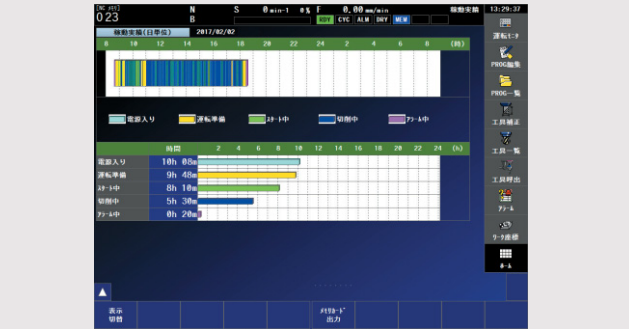 [NC MSF]
023
N
B
S 0 min-1 0% F 0.00 mm/min
RDY CYC ALM DRY MEM
稼動実績 13:29:37
稼動実績(日単位) 2017/02/02
8 10 12 14 16 18 20 22 24 2 4 6 8 (時)
電源入り 運転準備 ｽﾀｰﾄ中 切削中 ｱﾗｰﾑ中
時間 2 4 6 8 10 12 14 16 18 20 22 24 (h)
電源入り 10h 08m
運転準備 9h 48m
ｽﾀｰﾄ中 8h 10m
切削中 5h 30m
ｱﾗｰﾑ中 0h 20m
運転ﾓﾆﾀ
PROG編集
PROG一覧
工具補正
工具一覧
工具呼出
ｱﾗｰﾑ
ﾜｰｸ座標
ﾎｰﾑ
表示
切替
ﾒﾓﾘｶｰﾄﾞ
出力